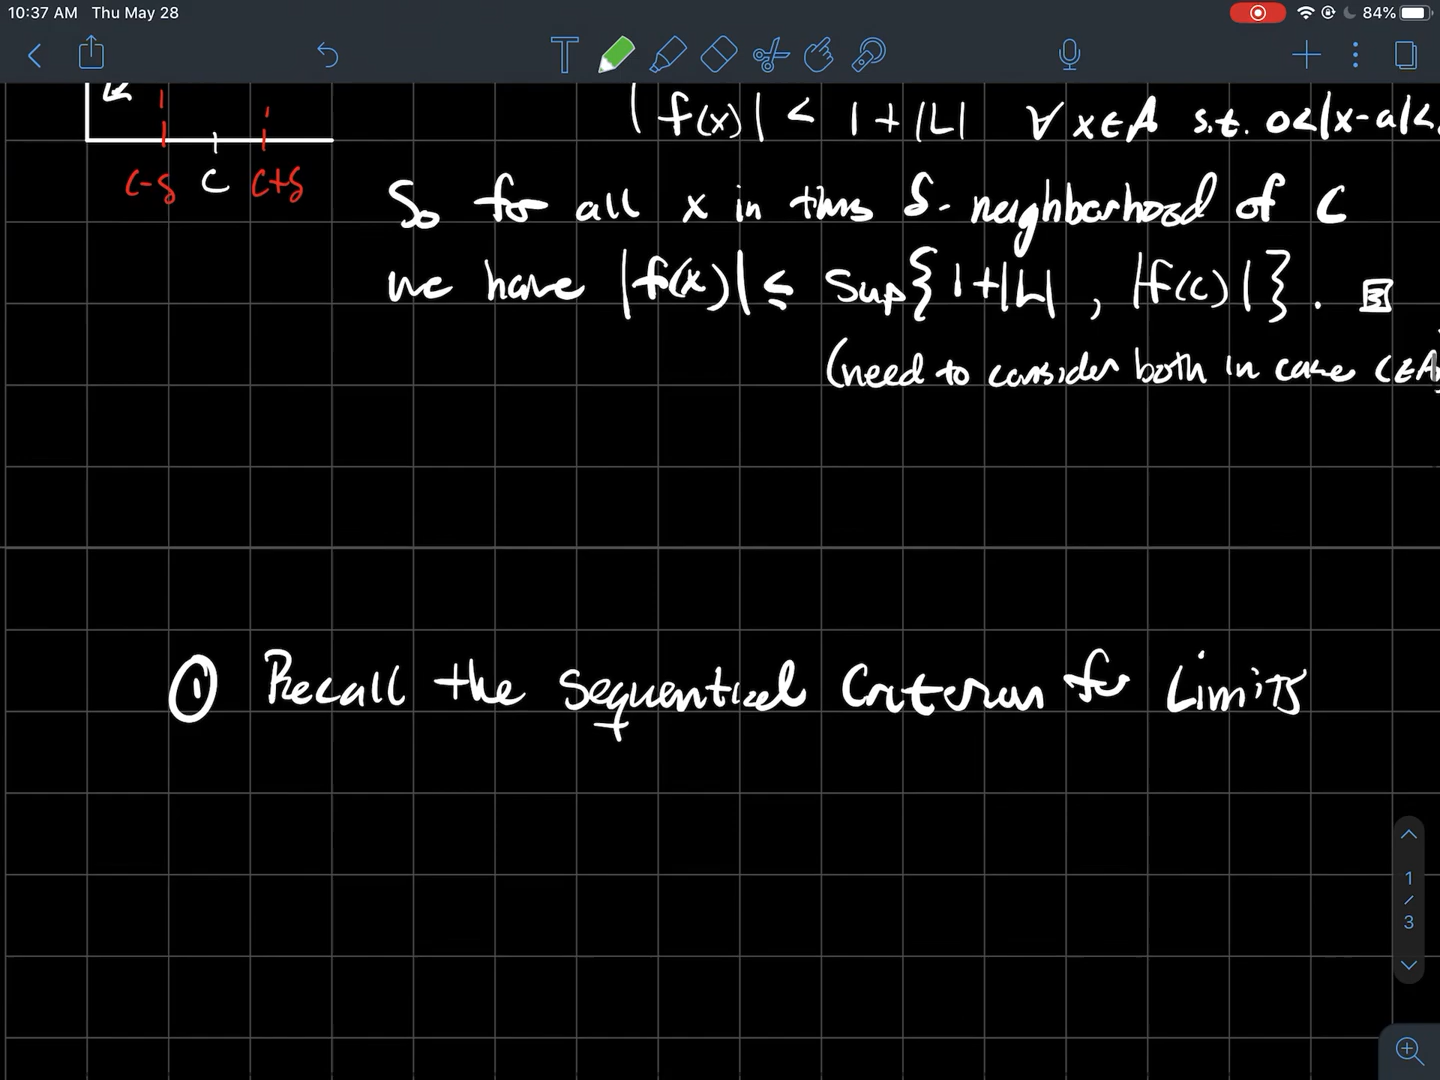 10:37 AM Thu May 28
84%
|f(x)| < 1+|L| ∀ x∈A s.t. 0<|x-a|<
c-δ c c+δ
So for all x in this δ-neighborhood of c
we have |f(x)| ≤ sup{1+|L|, |f(c)|}.
(need to consider both in case c∈A)
① Recall the Sequential Criterion for Limits
1
/
3